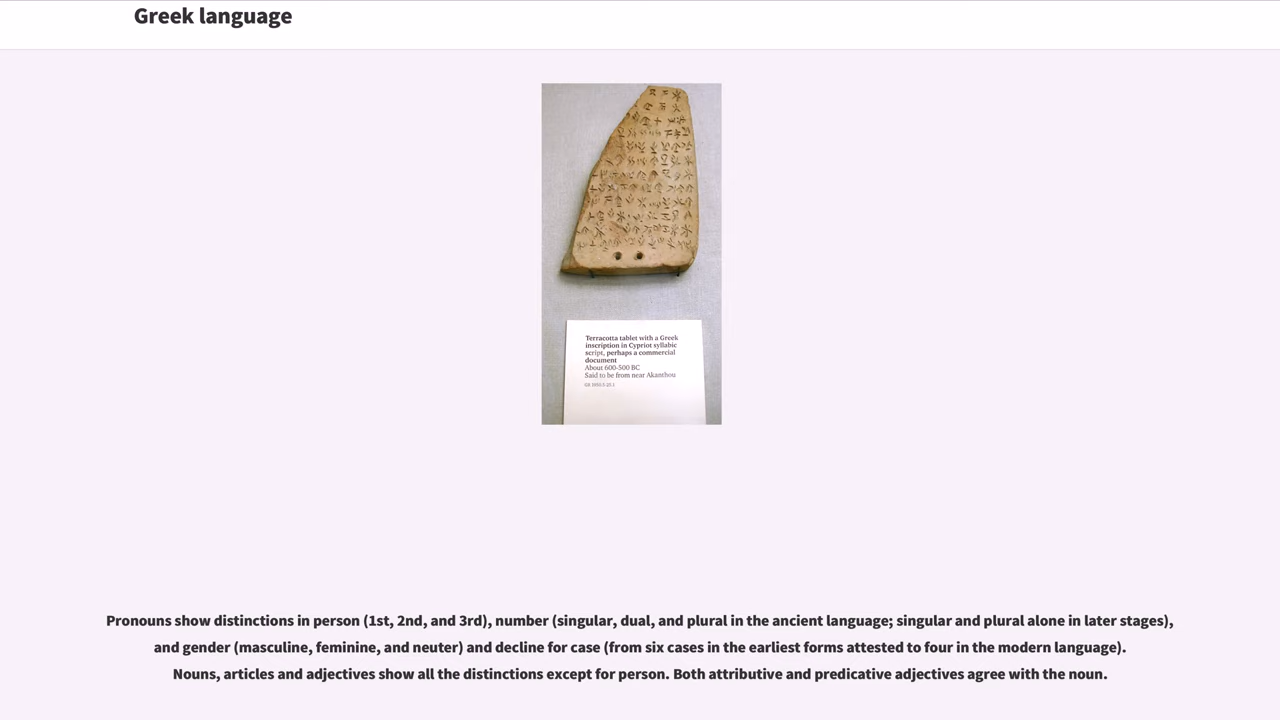 Greek language
Terracotta tablet with a Greek
inscription in Cypriot syllabic
script, perhaps a commercial
document
About 600-500 BC
Said to be from near Akanthou
Pronouns show distinctions in person (1st, 2nd, and 3rd), number (singular, dual, and plural in the ancient language; singular and plural alone in later stages),
and gender (masculine, feminine, and neuter) and decline for case (from six cases in the earliest forms attested to four in the modern language).
Nouns, articles and adjectives show all the distinctions except for person. Both attributive and predicative adjectives agree with the noun.